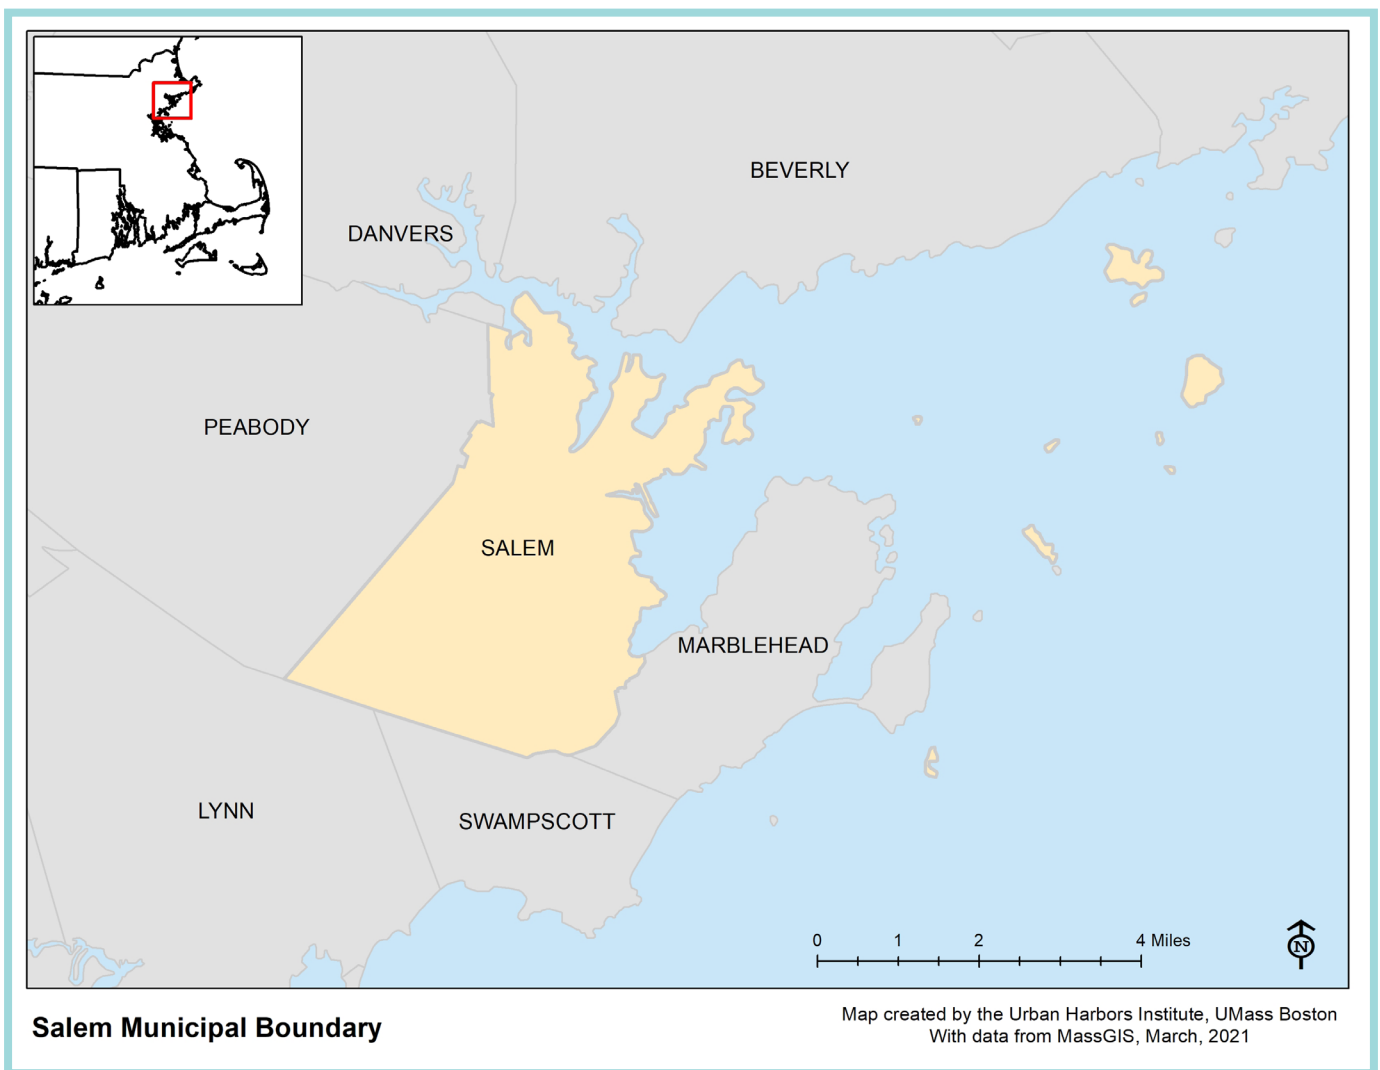 BEVERLY
DANVERS
PEABODY
SALEM
MARBLEHEAD
LYNN
SWAMPSCOTT
0 1 2 4 Miles
N
Salem Municipal Boundary
Map created by the Urban Harbors Institute, UMass Boston
With data from MassGIS, March, 2021